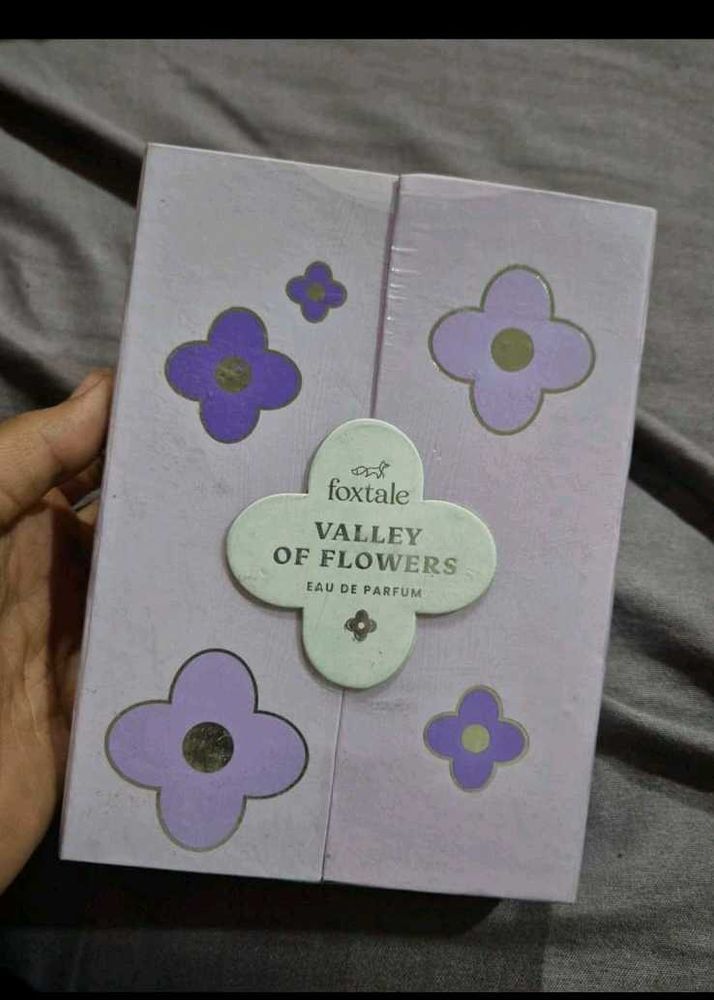 foxtale
VALLEY
OF FLOWERS
EAU DE PARFUM